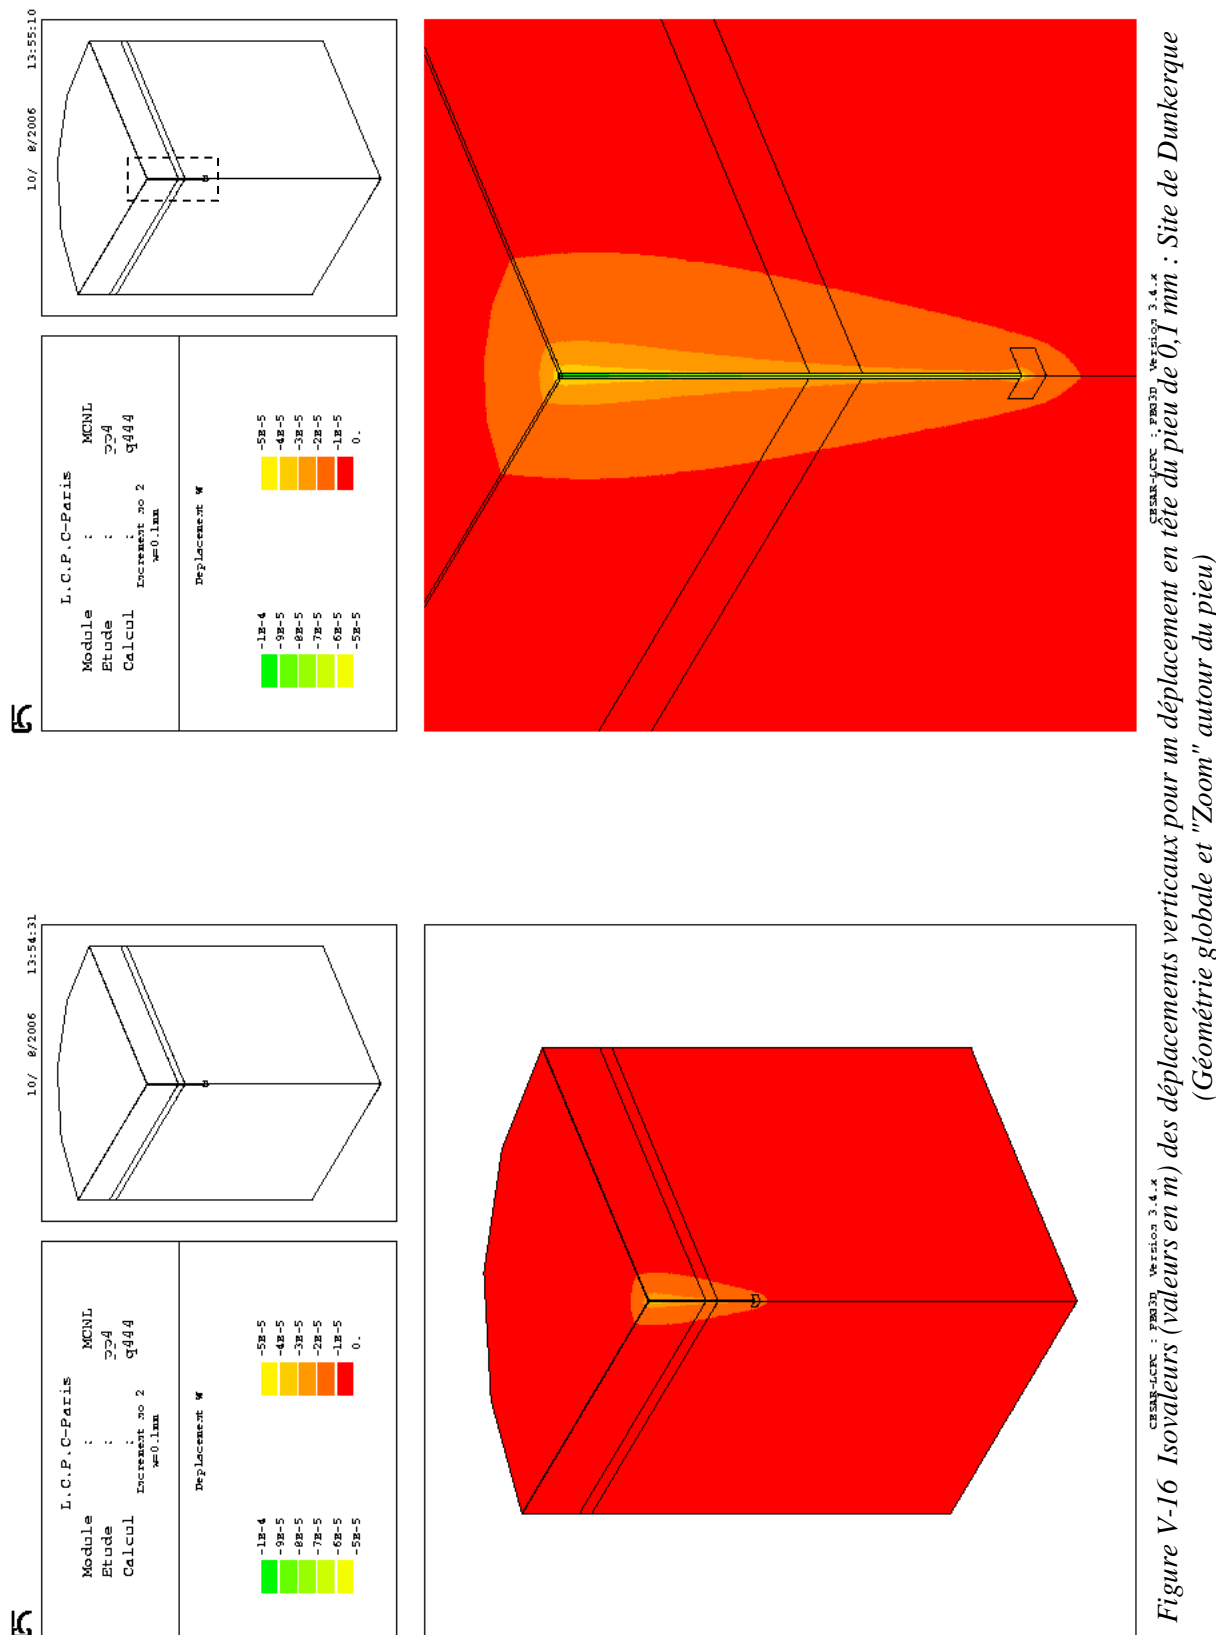 10/ 8/2006 13:54:31
L.C.P.C-Paris
Module : MCNL
Etude : pp4
Calcul : q444
Increment no 2
w=0.1mm
Deplacement W
-1E-4
-9E-5
-8E-5
-7E-5
-6E-5
-5E-5
-5E-5
-4E-5
-3E-5
-2E-5
-1E-5
0.
CESAR-LCPC : PEG3D Version 3.4.x
10/ 8/2006 13:55:10
L.C.P.C-Paris
Module : MCNL
Etude : pp4
Calcul : q444
Increment no 2
w=0.1mm
Deplacement W
-1E-4
-9E-5
-8E-5
-7E-5
-6E-5
-5E-5
-5E-5
-4E-5
-3E-5
-2E-5
-1E-5
0.
CESAR-LCPC : PEG3D Version 3.4.x
Figure V-16 Isovaleurs (valeurs en m) des déplacements verticaux pour un déplacement en tête du pieu de 0,1 mm : Site de Dunkerque
(Géométrie globale et "Zoom" autour du pieu)